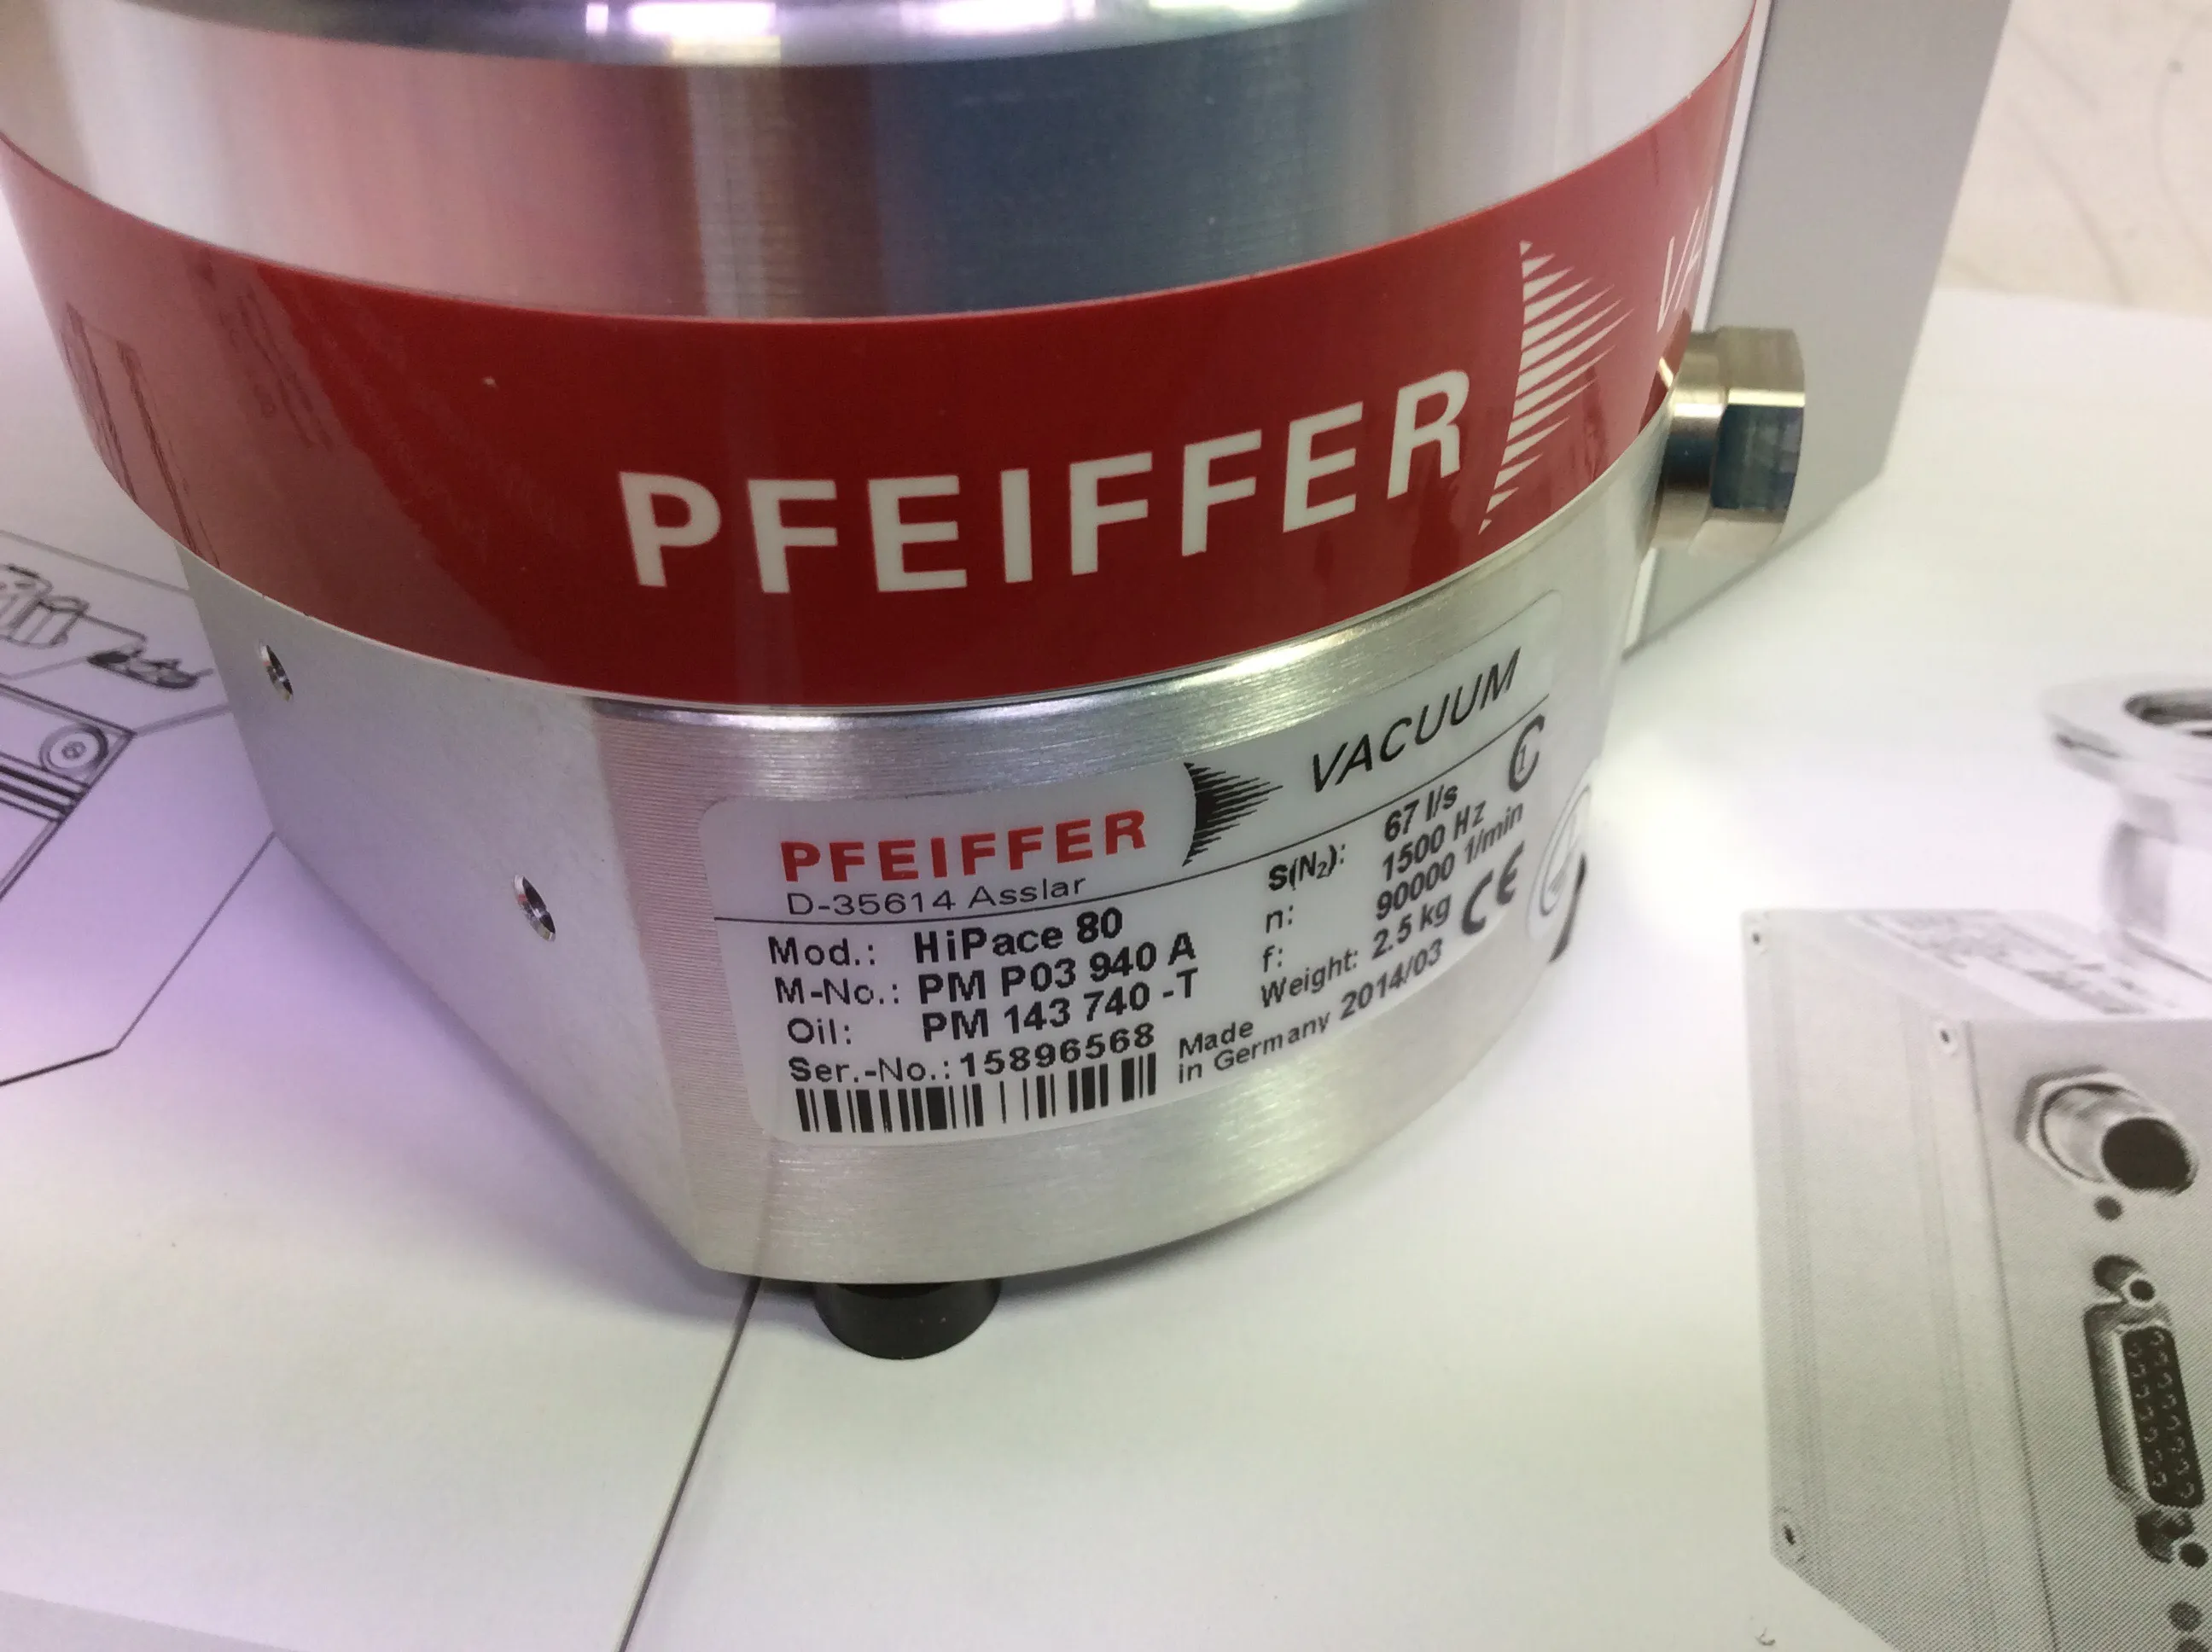 PFEIFFER
PFEIFFER VACUUM
D-35614 Asslar
Mod.: HiPace 80
M-No.: PM P03 940 A
Oil: PM 143 740 -T
Ser.-No.: 15896568
S(N₂): 67 l/s
n: 1500 Hz
f: 90000 1/min
Weight: 2.5 kg
CE
Made
in Germany 2014/03